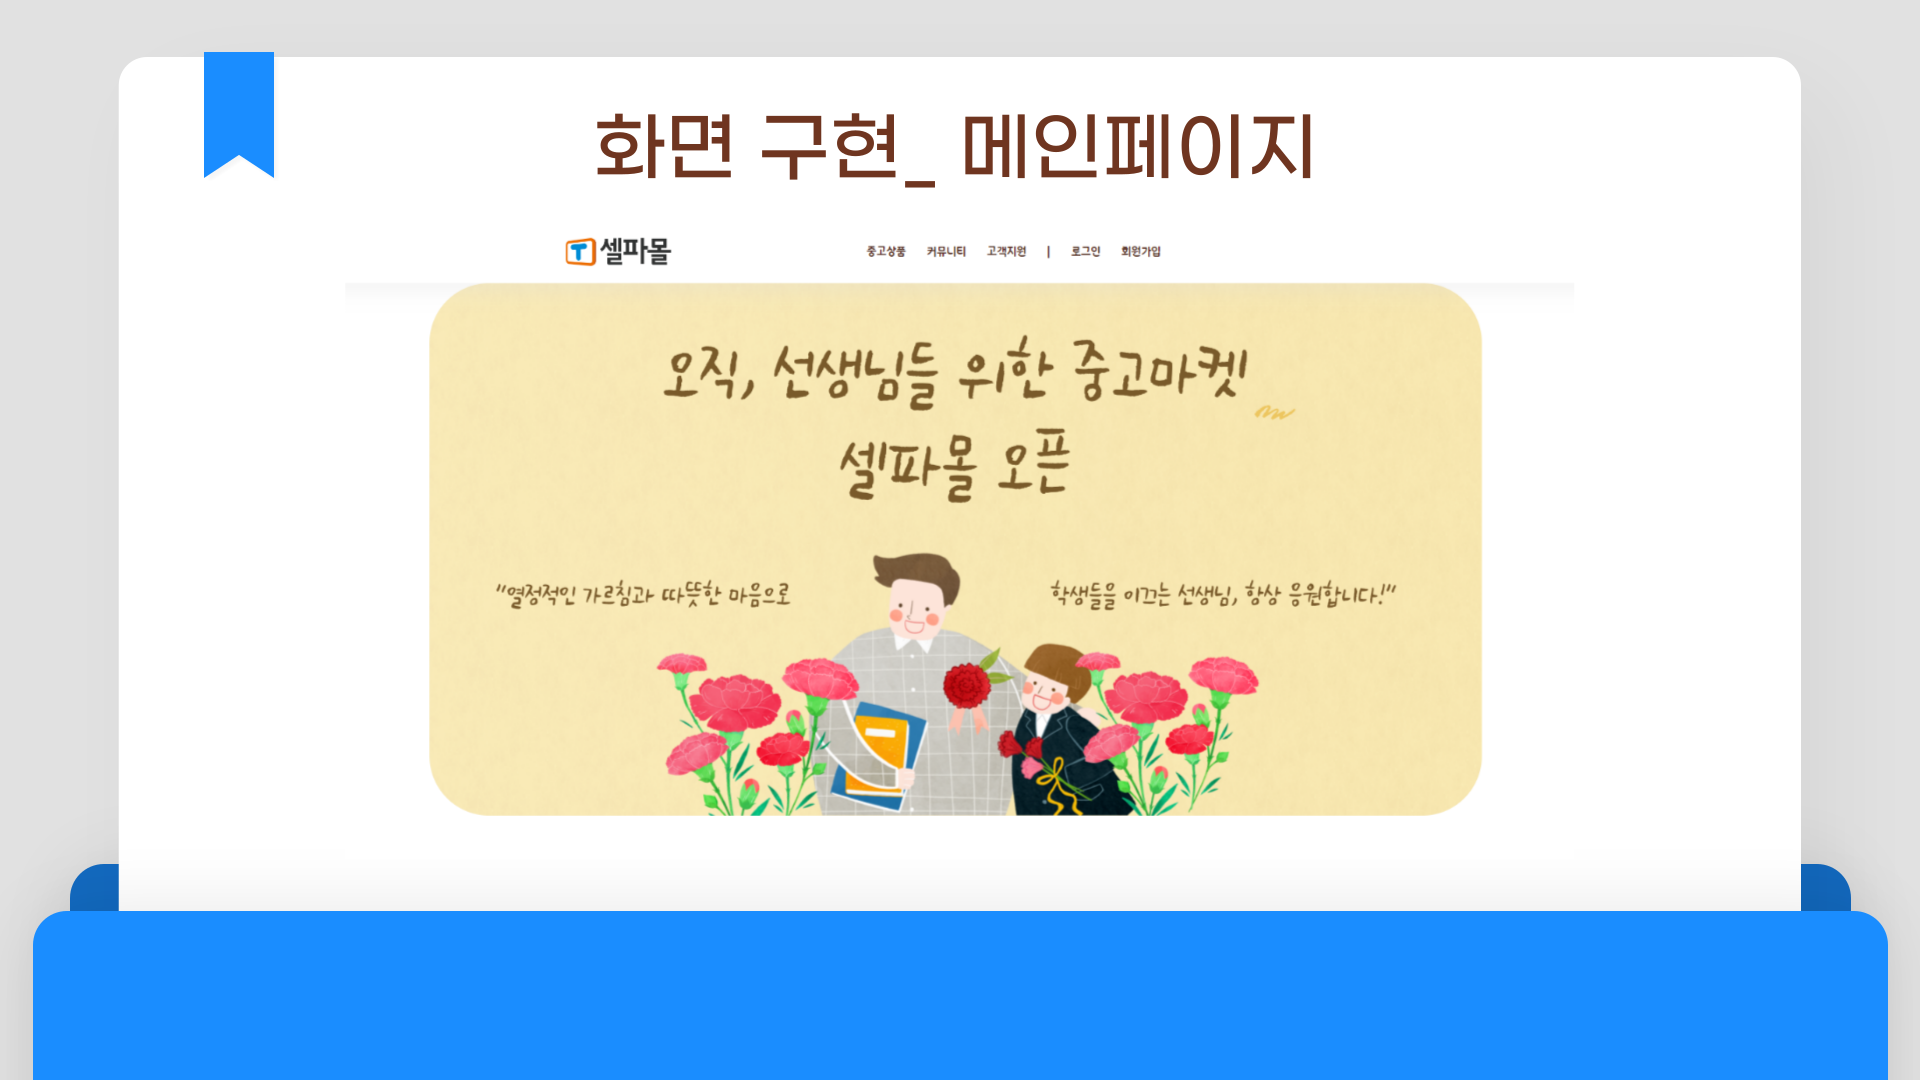 화면 구현_ 메인페이지
T 셀파몰
중고상품 커뮤니티 고객지원 | 로그인 회원가입
오직, 선생님들 위한 중고마켓
셀파몰 오픈
"열정적인 가르침과 따뜻한 마음으로
학생들을 이끄는 선생님, 항상 응원합니다!"